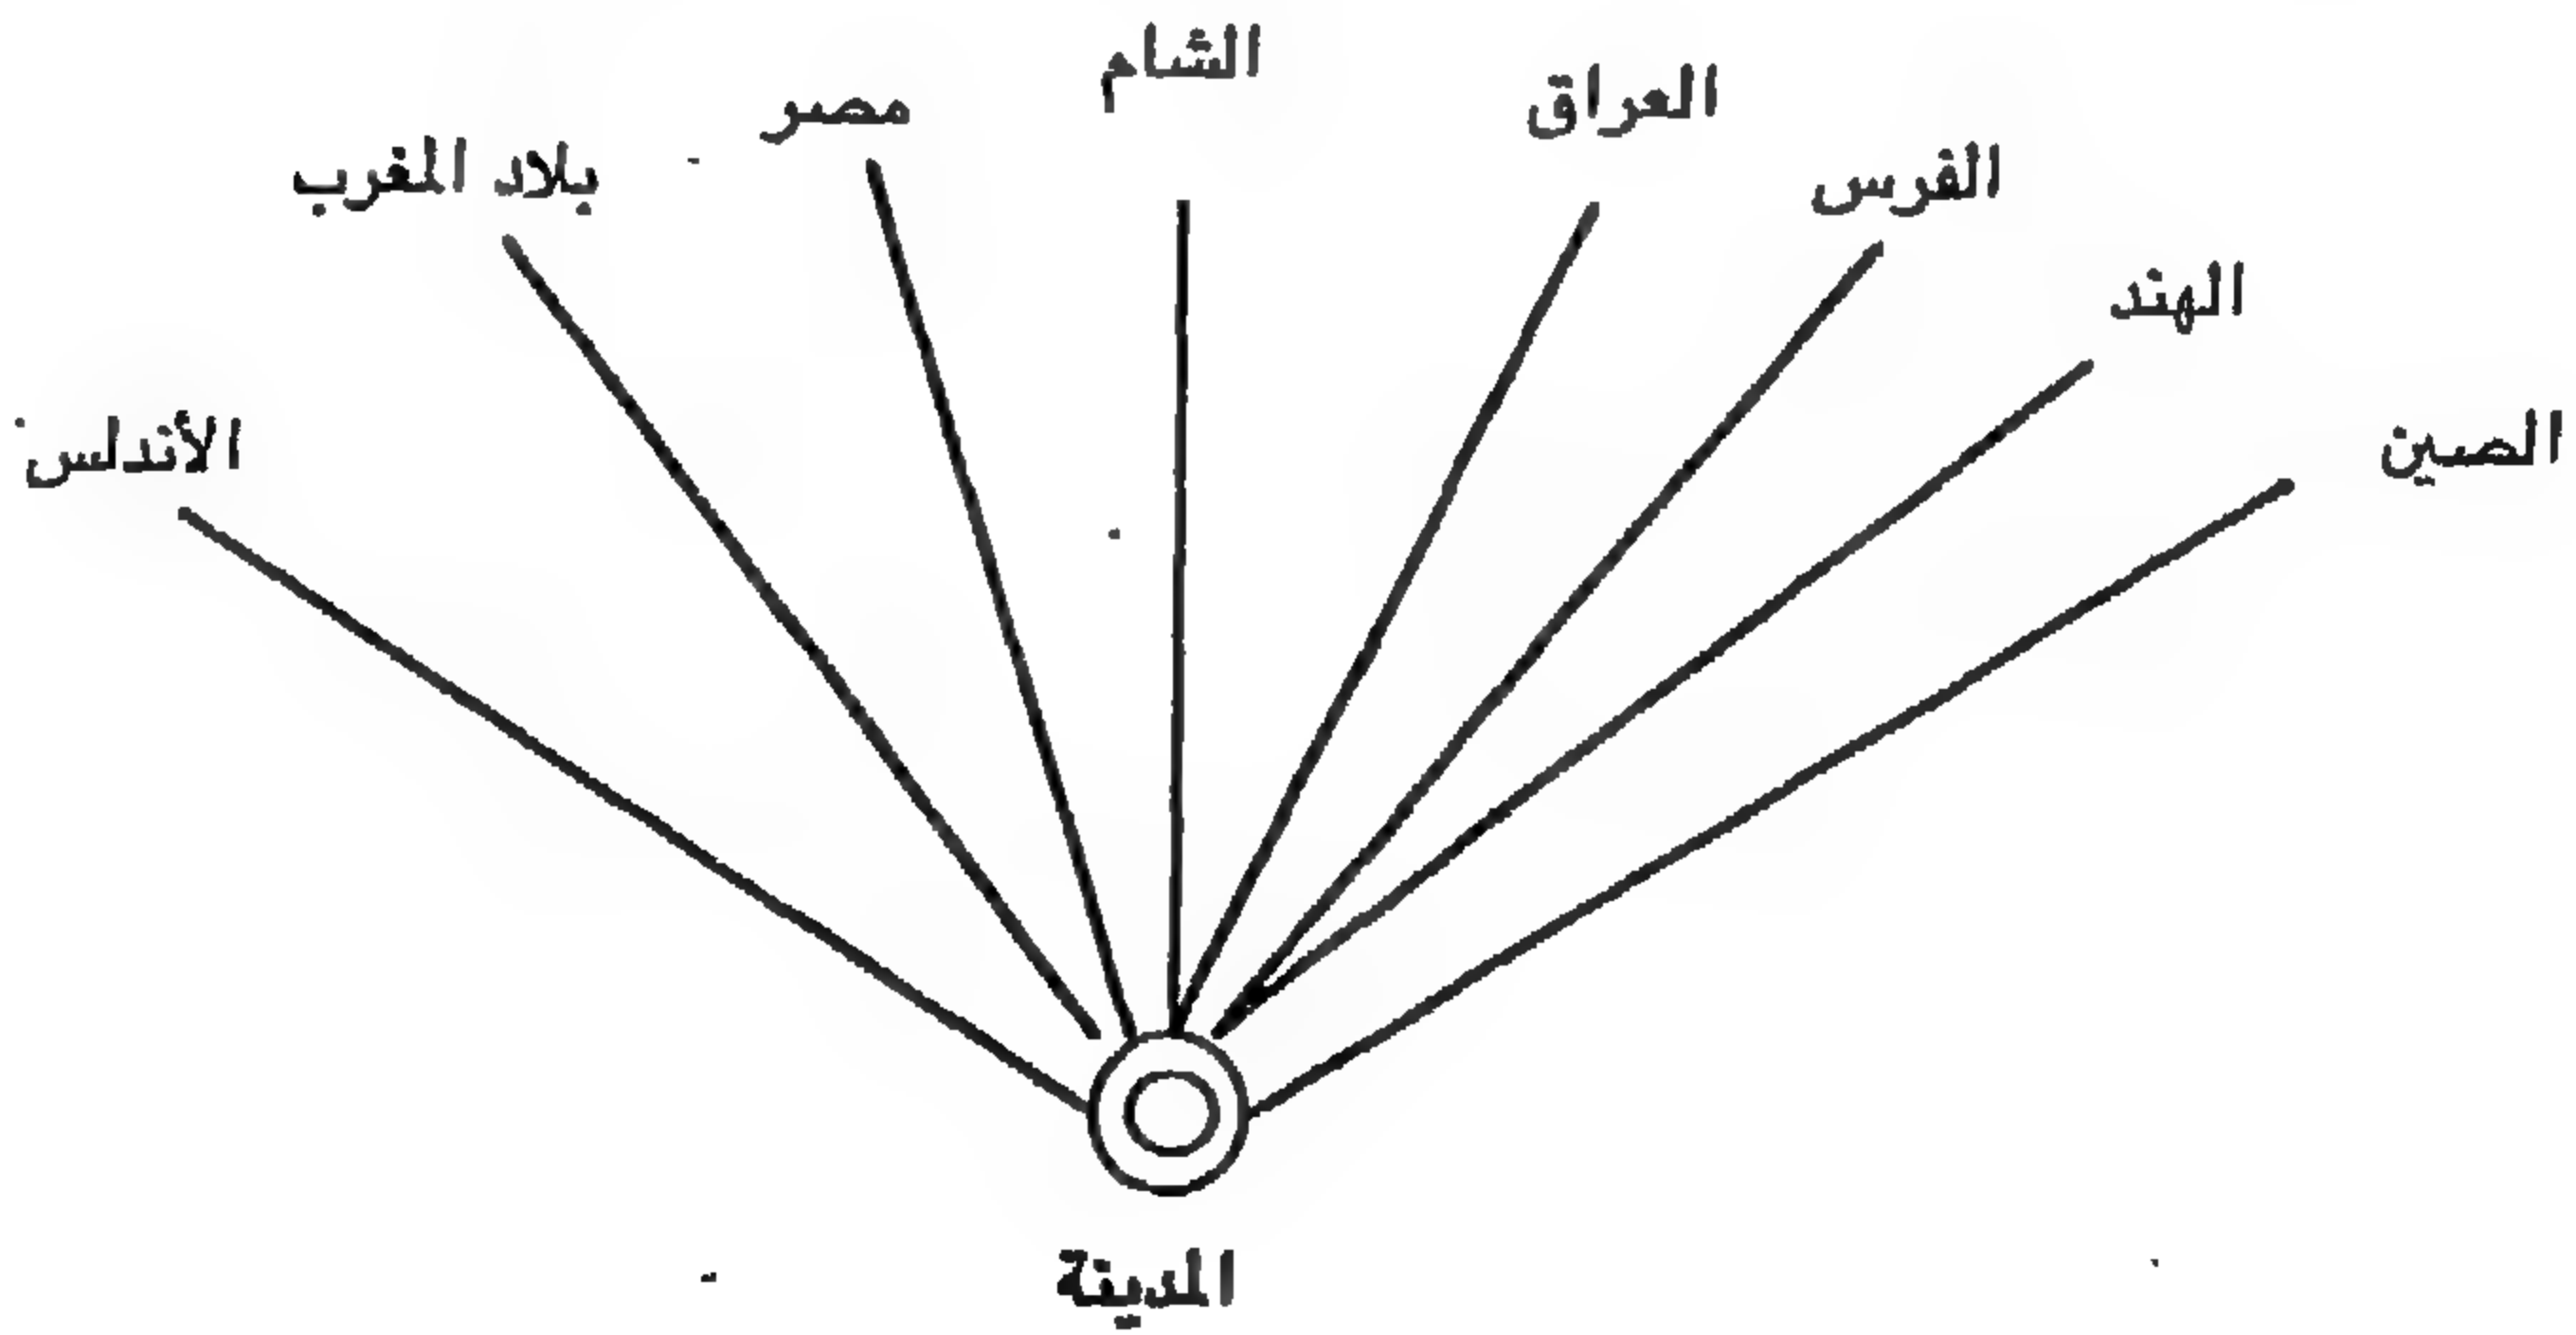 الشام
العراق
مصر
الفرس
بلاد المغرب
الهند
الصين
الأندلس
المدينة